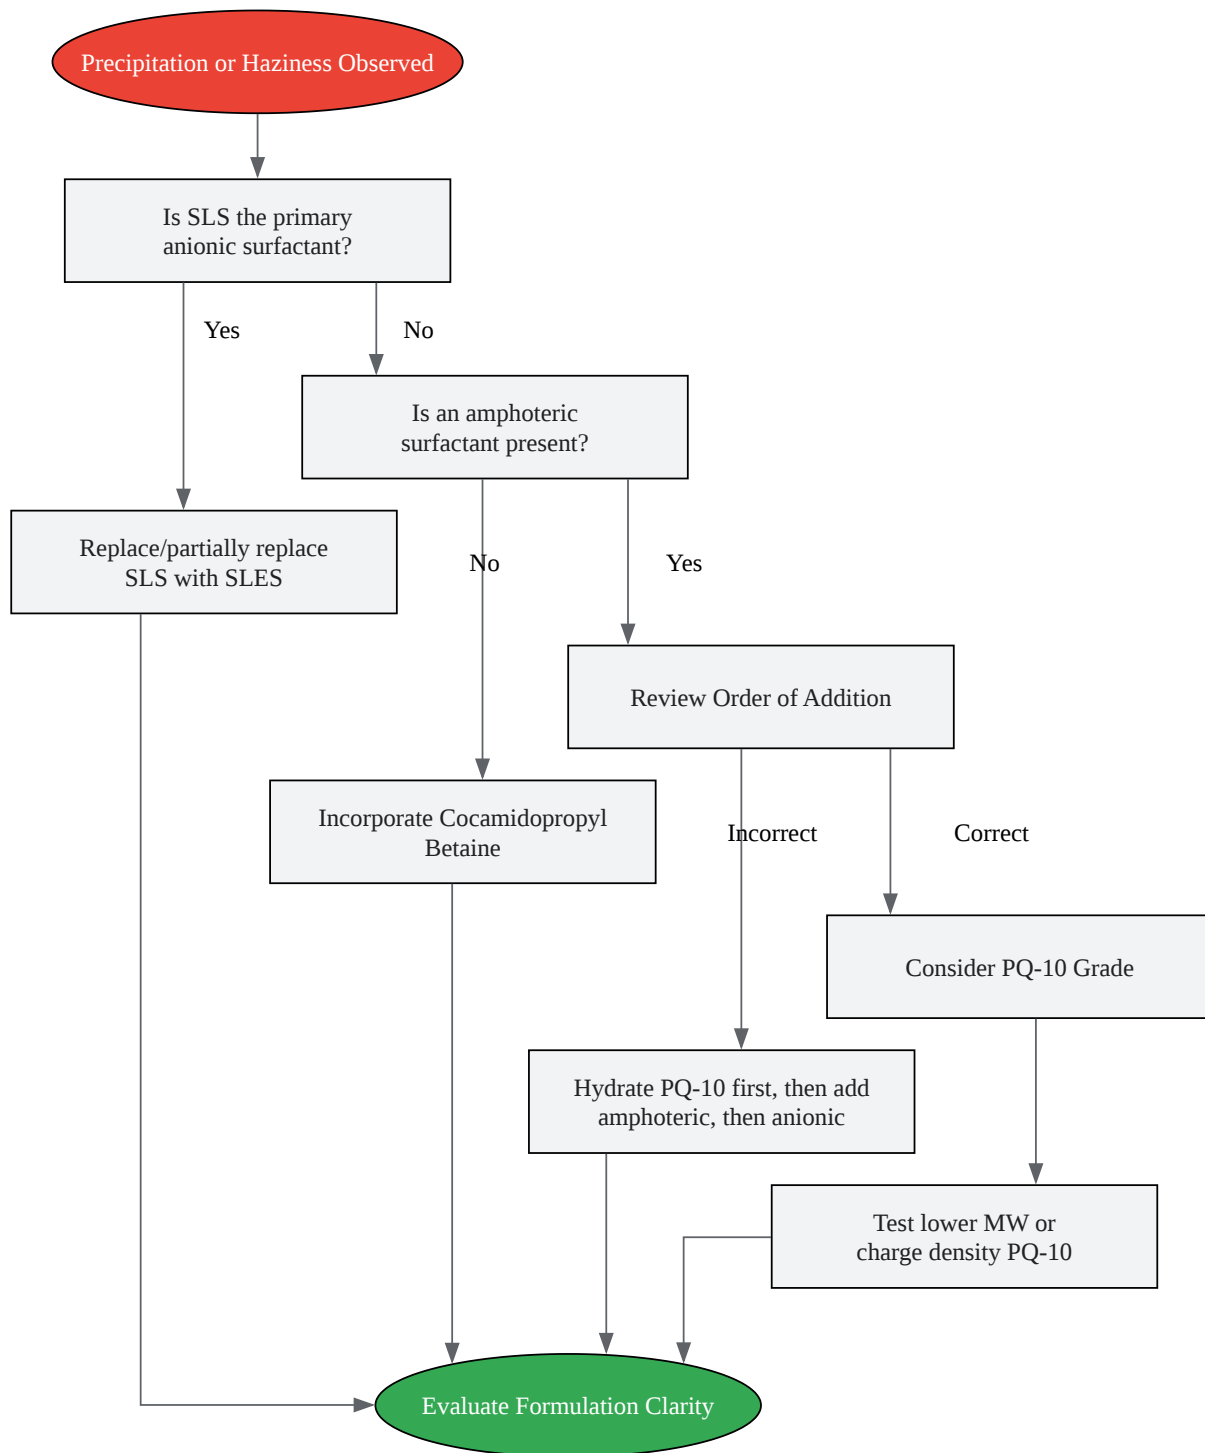 Precipitation or Haziness Observed
Is SLS the primary
anionic surfactant?
Yes
No
Is an amphoteric
surfactant present?
Replace/partially replace
SLS with SLES
No
Yes
Review Order of Addition
Incorporate Cocamidopropyl
Betaine
Incorrect
Correct
Consider PQ-10 Grade
Hydrate PQ-10 first, then add
amphoteric, then anionic
Test lower MW or
charge density PQ-10
Evaluate Formulation Clarity